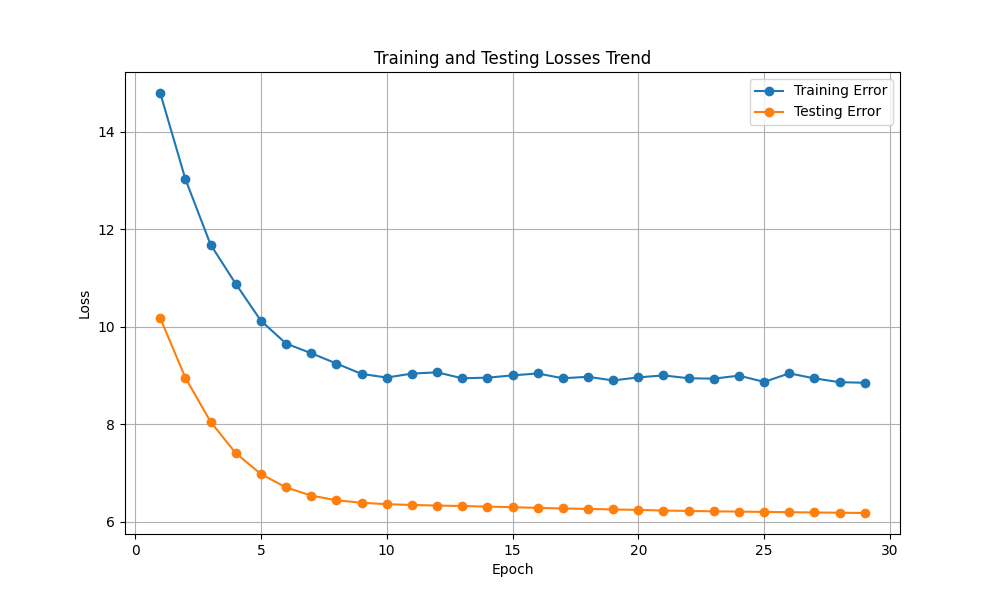 Training and Testing Losses Trend
Training Error
Testing Error
Loss
14
12
10
8
6
0 5 10 15 20 25 30
Epoch